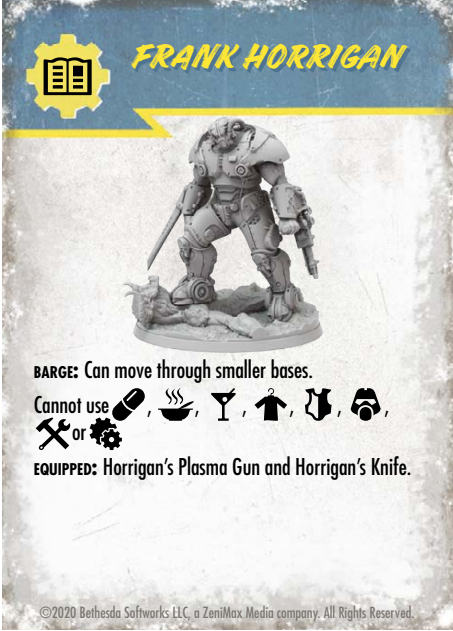 FRANK HORRIGAN
BARGE: Can move through smaller bases.
Cannot use , , , , , ,
or
EQUIPPED: Horrigan's Plasma Gun and Horrigan's Knife.
©2020 Bethesda Softworks LLC, a ZeniMax Media company. All Rights Reserved.